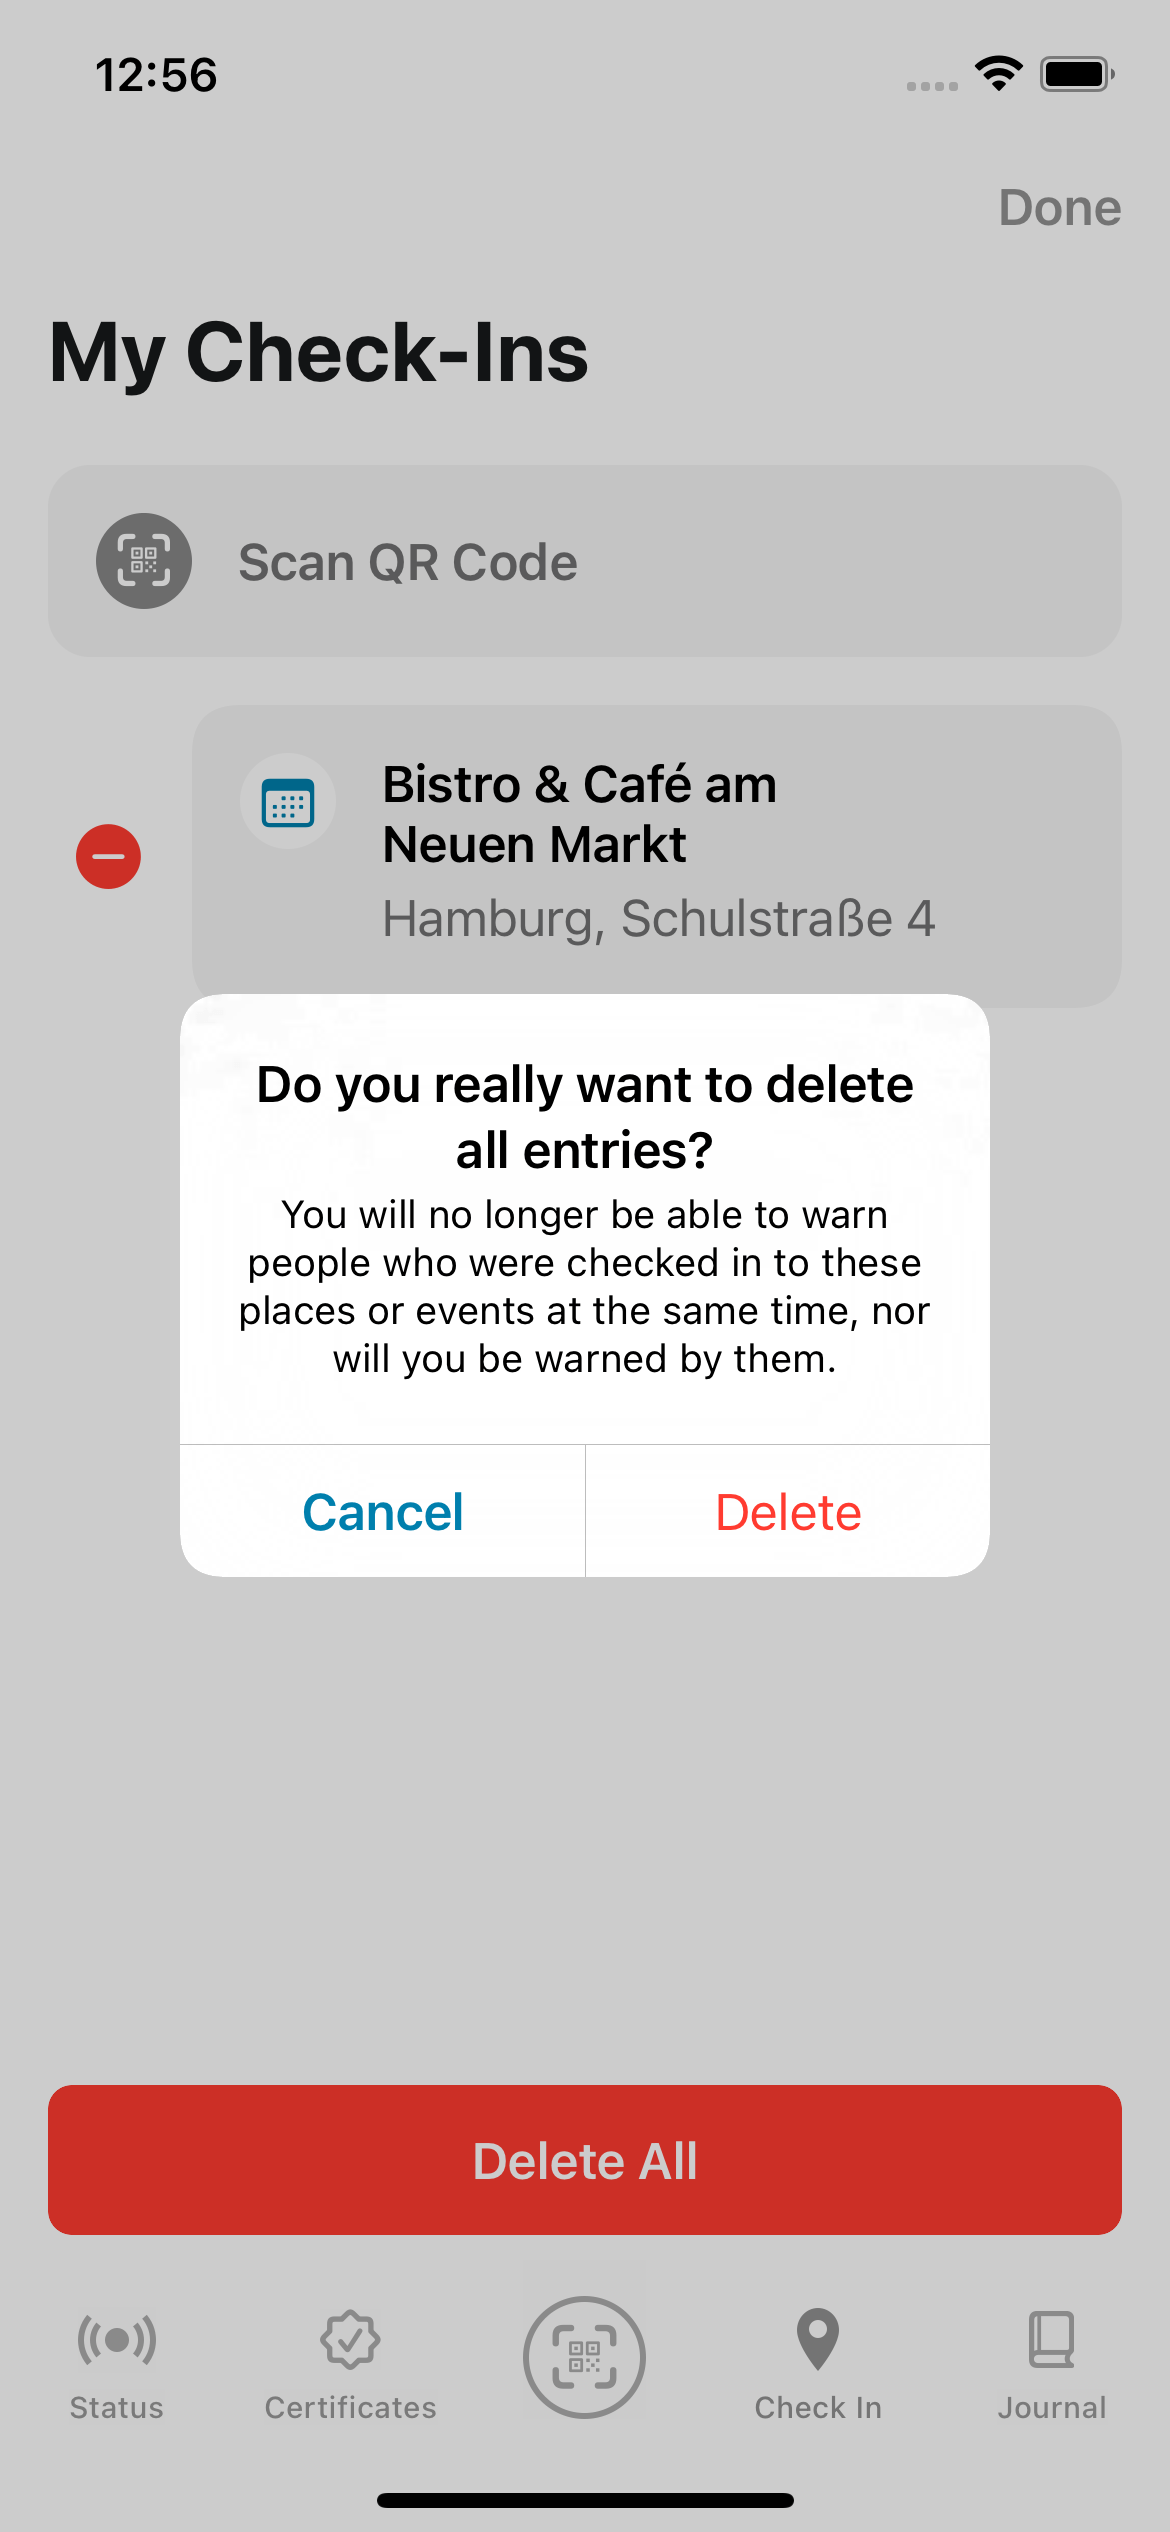 12:56
Done
My Check-Ins
Scan QR Code
Bistro & Café am
Neuen Markt
Hamburg, Schulstraße 4
Do you really want to delete
all entries?
You will no longer be able to warn
people who were checked in to these
places or events at the same time, nor
will you be warned by them.
Cancel
Delete
Delete All
Status
Certificates
Check In
Journal